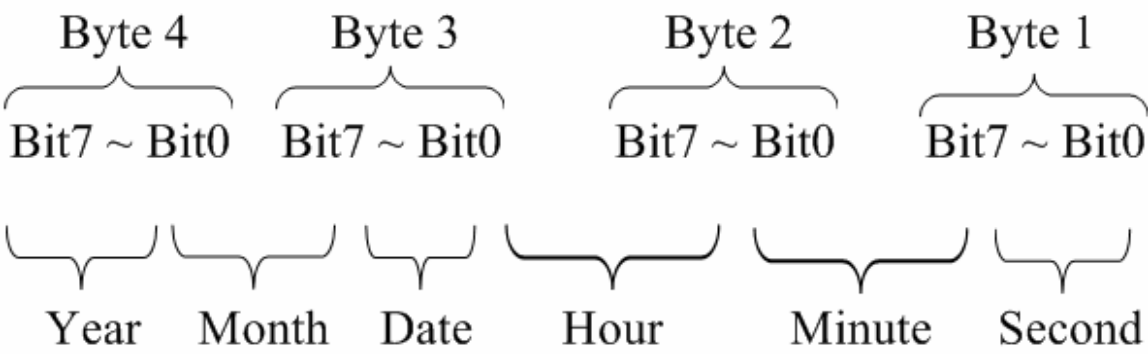 Byte 4 Byte 3 Byte 2 Byte 1
Bit7 ~ Bit0 Bit7 ~ Bit0 Bit7 ~ Bit0 Bit7 ~ Bit0
Year Month Date Hour Minute Second